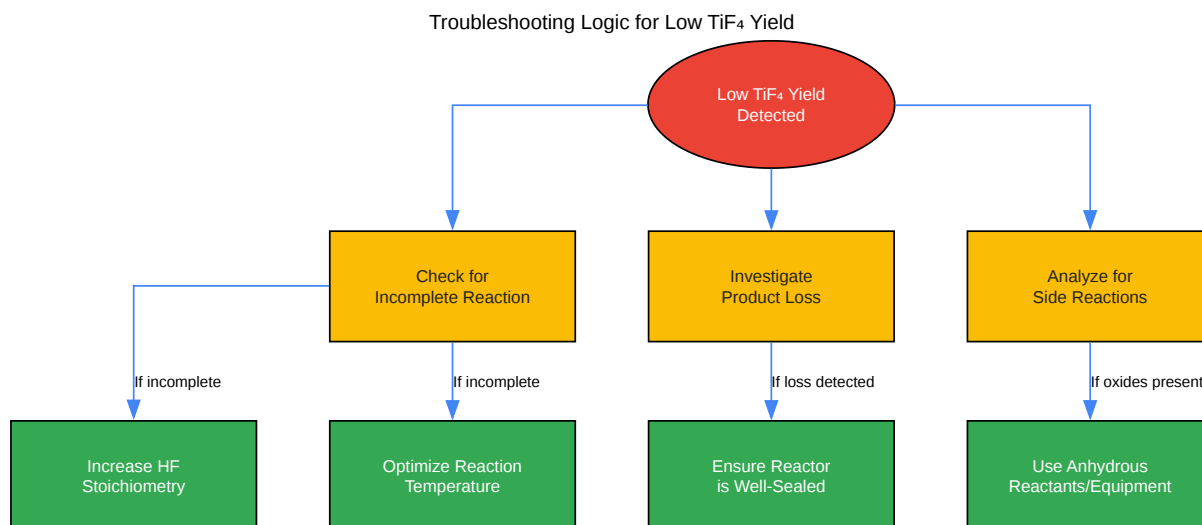 Troubleshooting Logic for Low TiF₄ Yield
Low TiF₄ Yield
Detected
Check for
Incomplete Reaction
Investigate
Product Loss
Analyze for
Side Reactions
If incomplete
If incomplete
If loss detected
If oxides present
Increase HF
Stoichiometry
Optimize Reaction
Temperature
Ensure Reactor
is Well-Sealed
Use Anhydrous
Reactants/Equipment